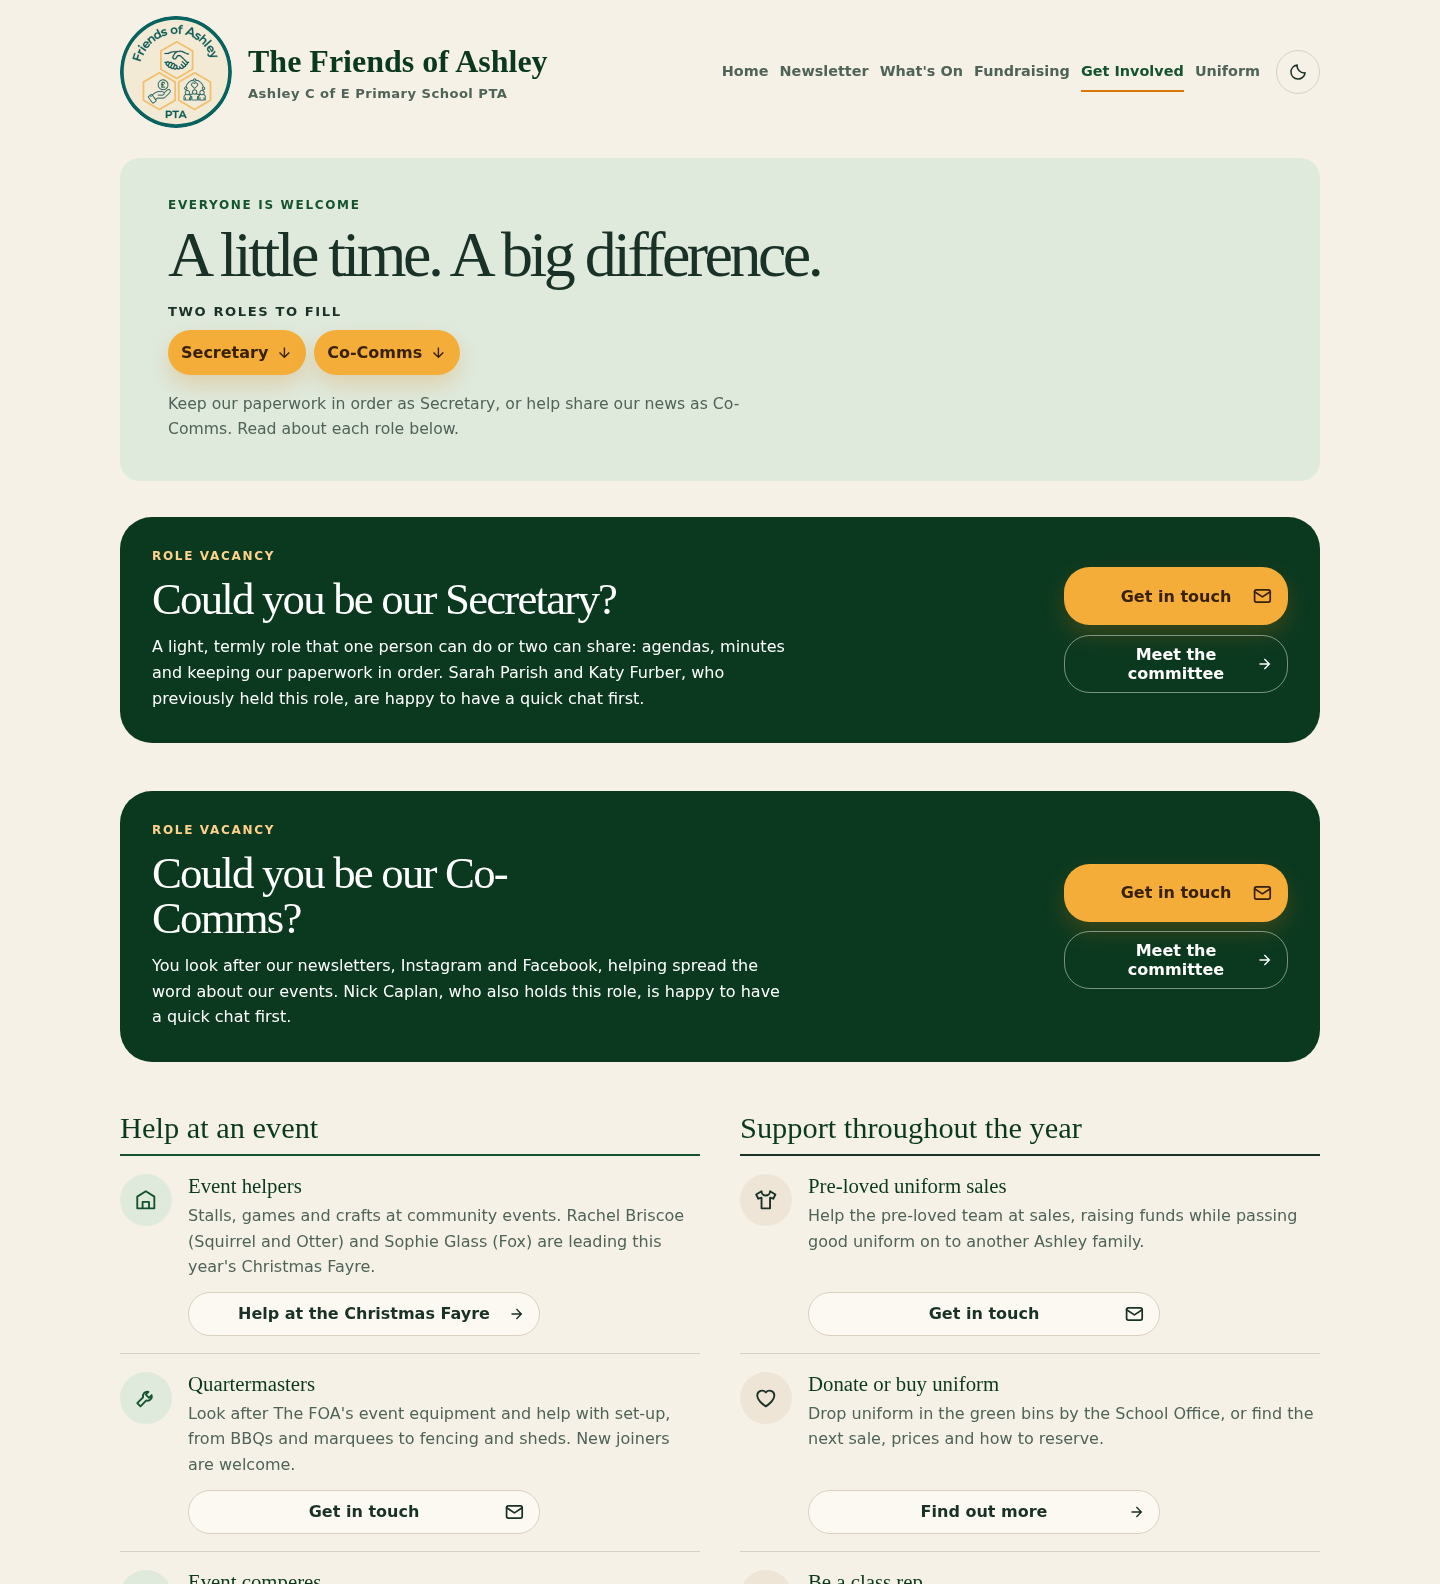 Friends of Ashley
PTA
The Friends of Ashley
Ashley C of E Primary School PTA
Home Newsletter What's On Fundraising Get Involved Uniform
EVERYONE IS WELCOME
A little time. A big difference.
TWO ROLES TO FILL
Secretary
Co-Comms
Keep our paperwork in order as Secretary, or help share our news as Co-
Comms. Read about each role below.
ROLE VACANCY
Could you be our Secretary?
A light, termly role that one person can do or two can share: agendas, minutes
and keeping our paperwork in order. Sarah Parish and Katy Furber, who
previously held this role, are happy to have a quick chat first.
Get in touch
Meet the
committee
ROLE VACANCY
Could you be our Co-
Comms?
You look after our newsletters, Instagram and Facebook, helping spread the
word about our events. Nick Caplan, who also holds this role, is happy to have
a quick chat first.
Get in touch
Meet the
committee
Help at an event
Event helpers
Stalls, games and crafts at community events. Rachel Briscoe
(Squirrel and Otter) and Sophie Glass (Fox) are leading this
year's Christmas Fayre.
Help at the Christmas Fayre
Quartermasters
Look after The FOA's event equipment and help with set-up,
from BBQs and marquees to fencing and sheds. New joiners
are welcome.
Get in touch
Event comperes
Support throughout the year
Pre-loved uniform sales
Help the pre-loved team at sales, raising funds while passing
good uniform on to another Ashley family.
Get in touch
Donate or buy uniform
Drop uniform in the green bins by the School Office, or find the
next sale, prices and how to reserve.
Find out more
Be a class rep